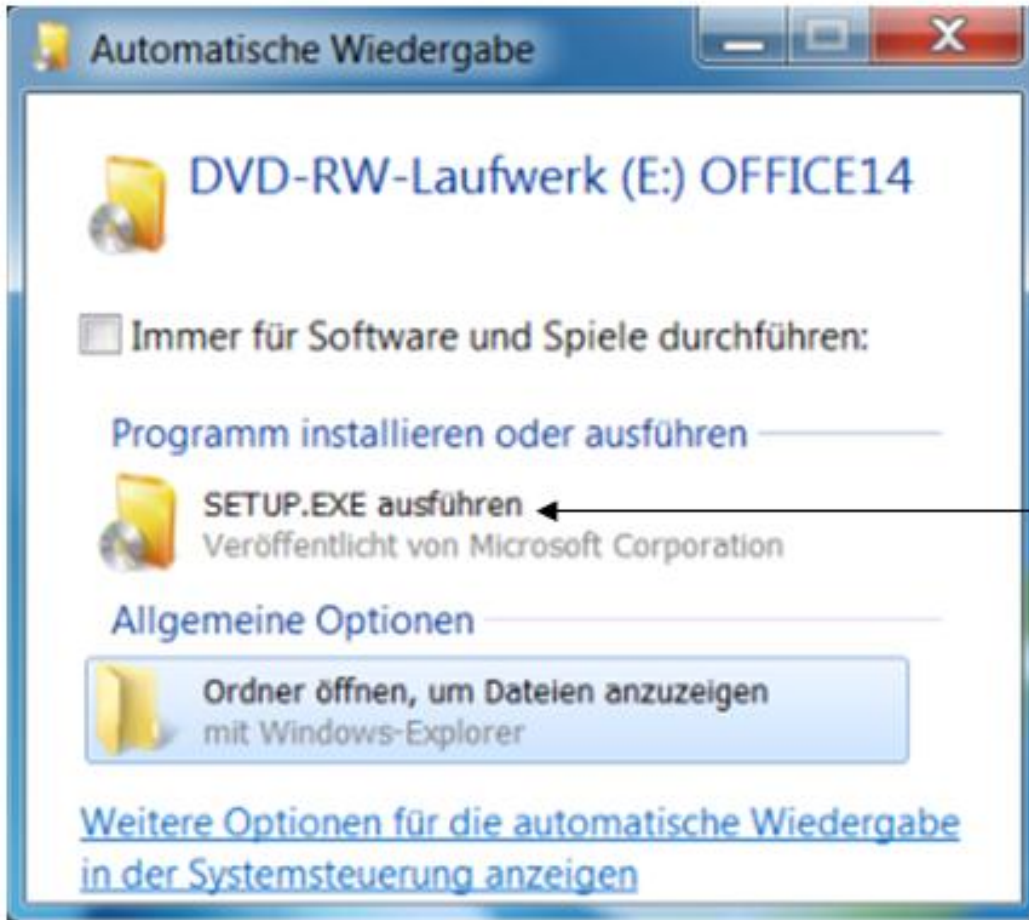 Automatische Wiedergabe
DVD-RW-Laufwerk (E:) OFFICE14
Immer für Software und Spiele durchführen:
Programm installieren oder ausführen
SETUP.EXE ausführen
Veröffentlicht von Microsoft Corporation
Allgemeine Optionen
Ordner öffnen, um Dateien anzuzeigen
mit Windows-Explorer
Weitere Optionen für die automatische Wiedergabe
in der Systemsteuerung anzeigen